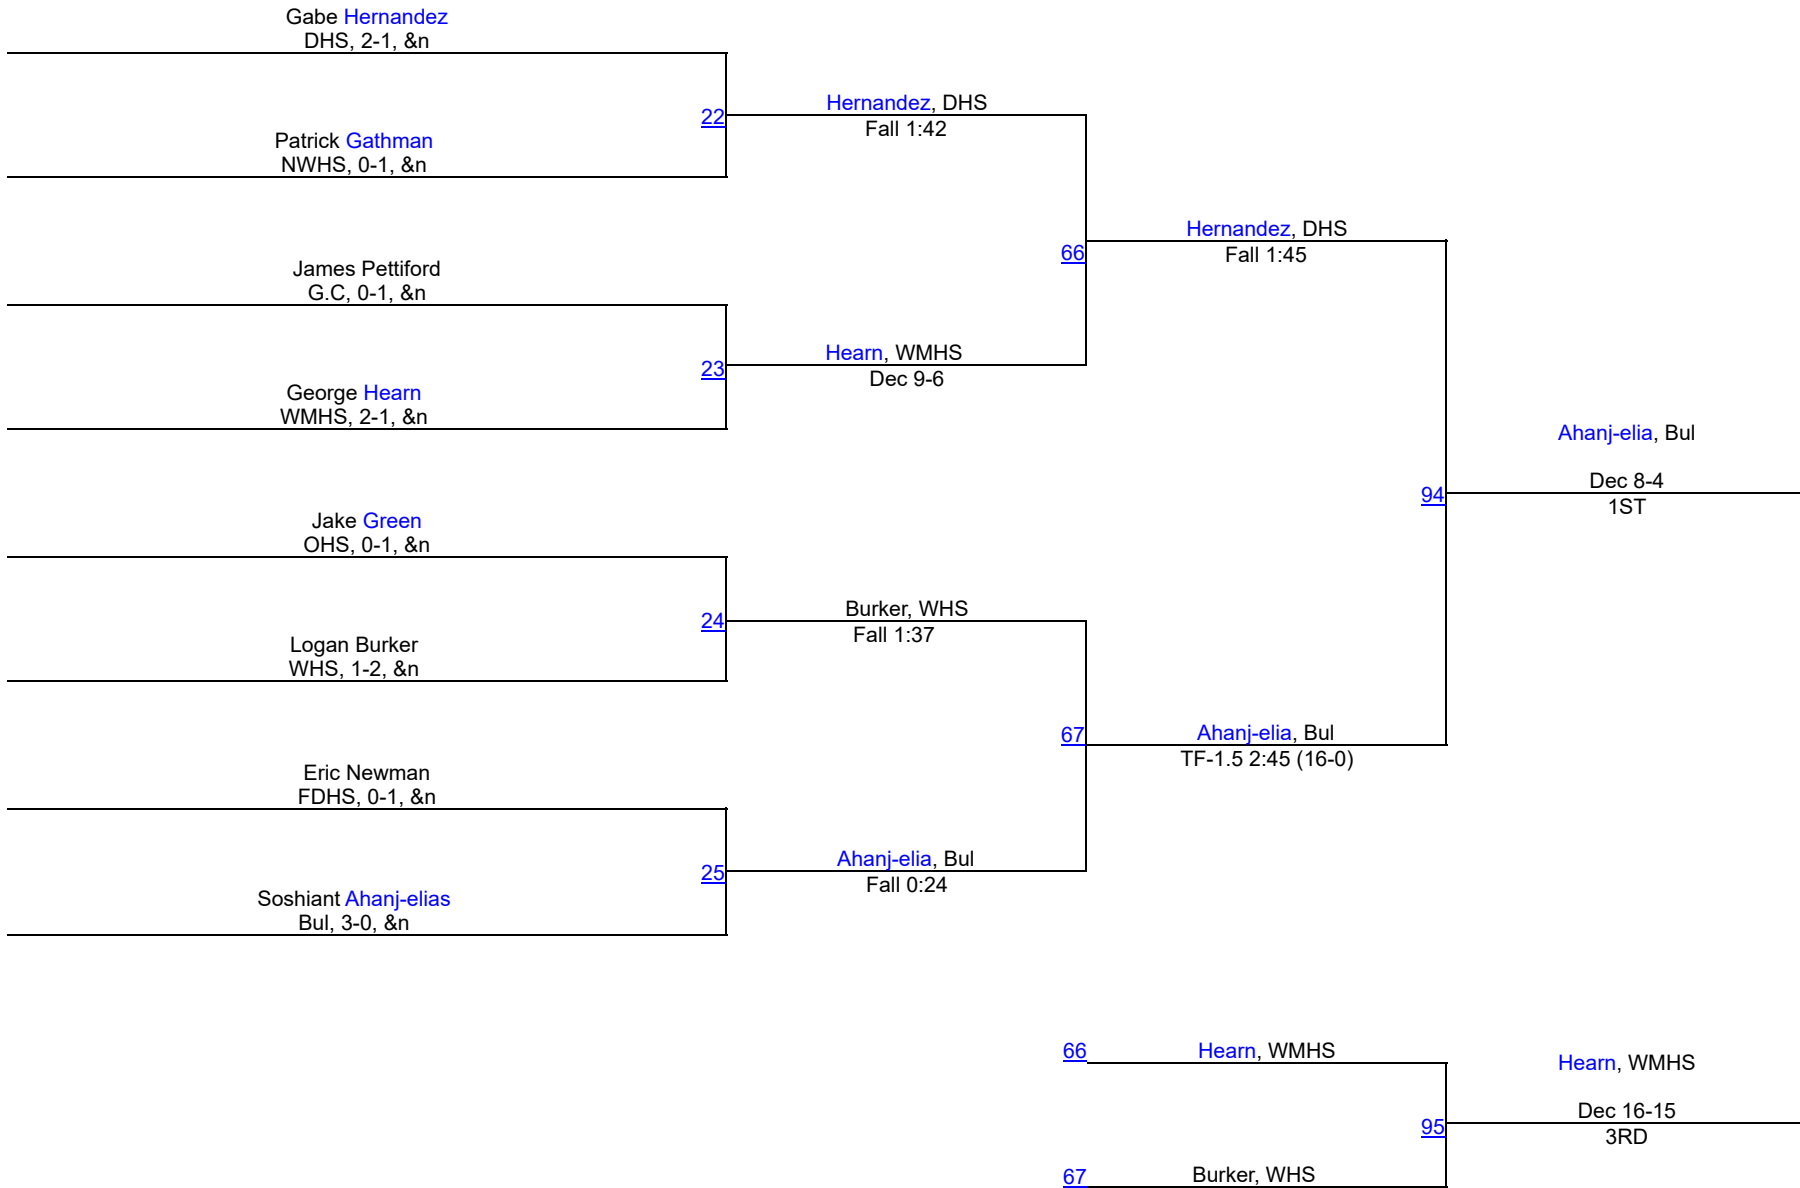 Gabe Hernandez
DHS, 2-1, &n
22
Hernandez, DHS
Fall 1:42
Patrick Gathman
NWHS, 0-1, &n
66
Hernandez, DHS
Fall 1:45
James Pettiford
G.C, 0-1, &n
23
Hearn, WMHS
Dec 9-6
George Hearn
WMHS, 2-1, &n
94
Ahanj-elia, Bul
Dec 8-4
1ST
Jake Green
OHS, 0-1, &n
24
Burker, WHS
Fall 1:37
Logan Burker
WHS, 1-2, &n
67
Ahanj-elia, Bul
TF-1.5 2:45 (16-0)
Eric Newman
FDHS, 0-1, &n
25
Ahanj-elia, Bul
Fall 0:24
Soshiant Ahanj-elias
Bul, 3-0, &n
66
Hearn, WMHS
95
Hearn, WMHS
Dec 16-15
3RD
67
Burker, WHS